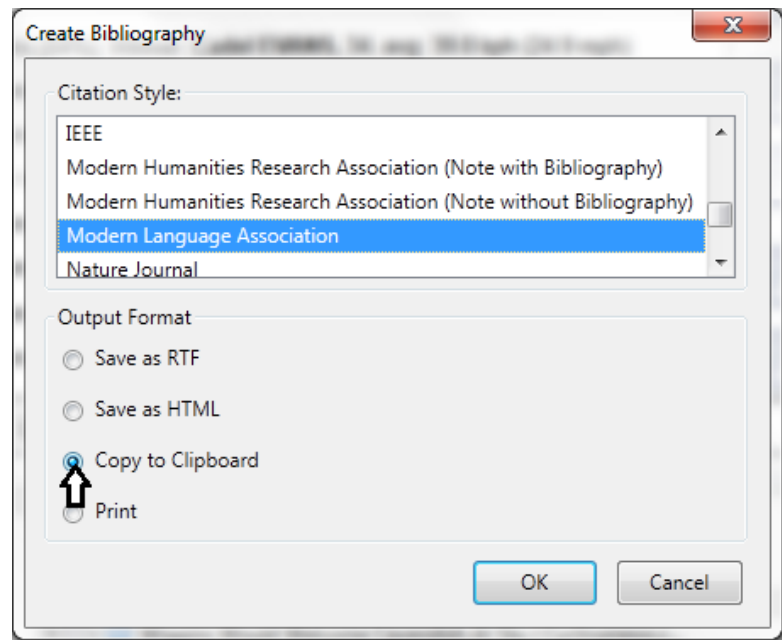 Create Bibliography
Citation Style:
IEEE
Modern Humanities Research Association (Note with Bibliography)
Modern Humanities Research Association (Note without Bibliography)
Modern Language Association
Nature Journal
Output Format
Save as RTF
Save as HTML
Copy to Clipboard
Print
OK
Cancel